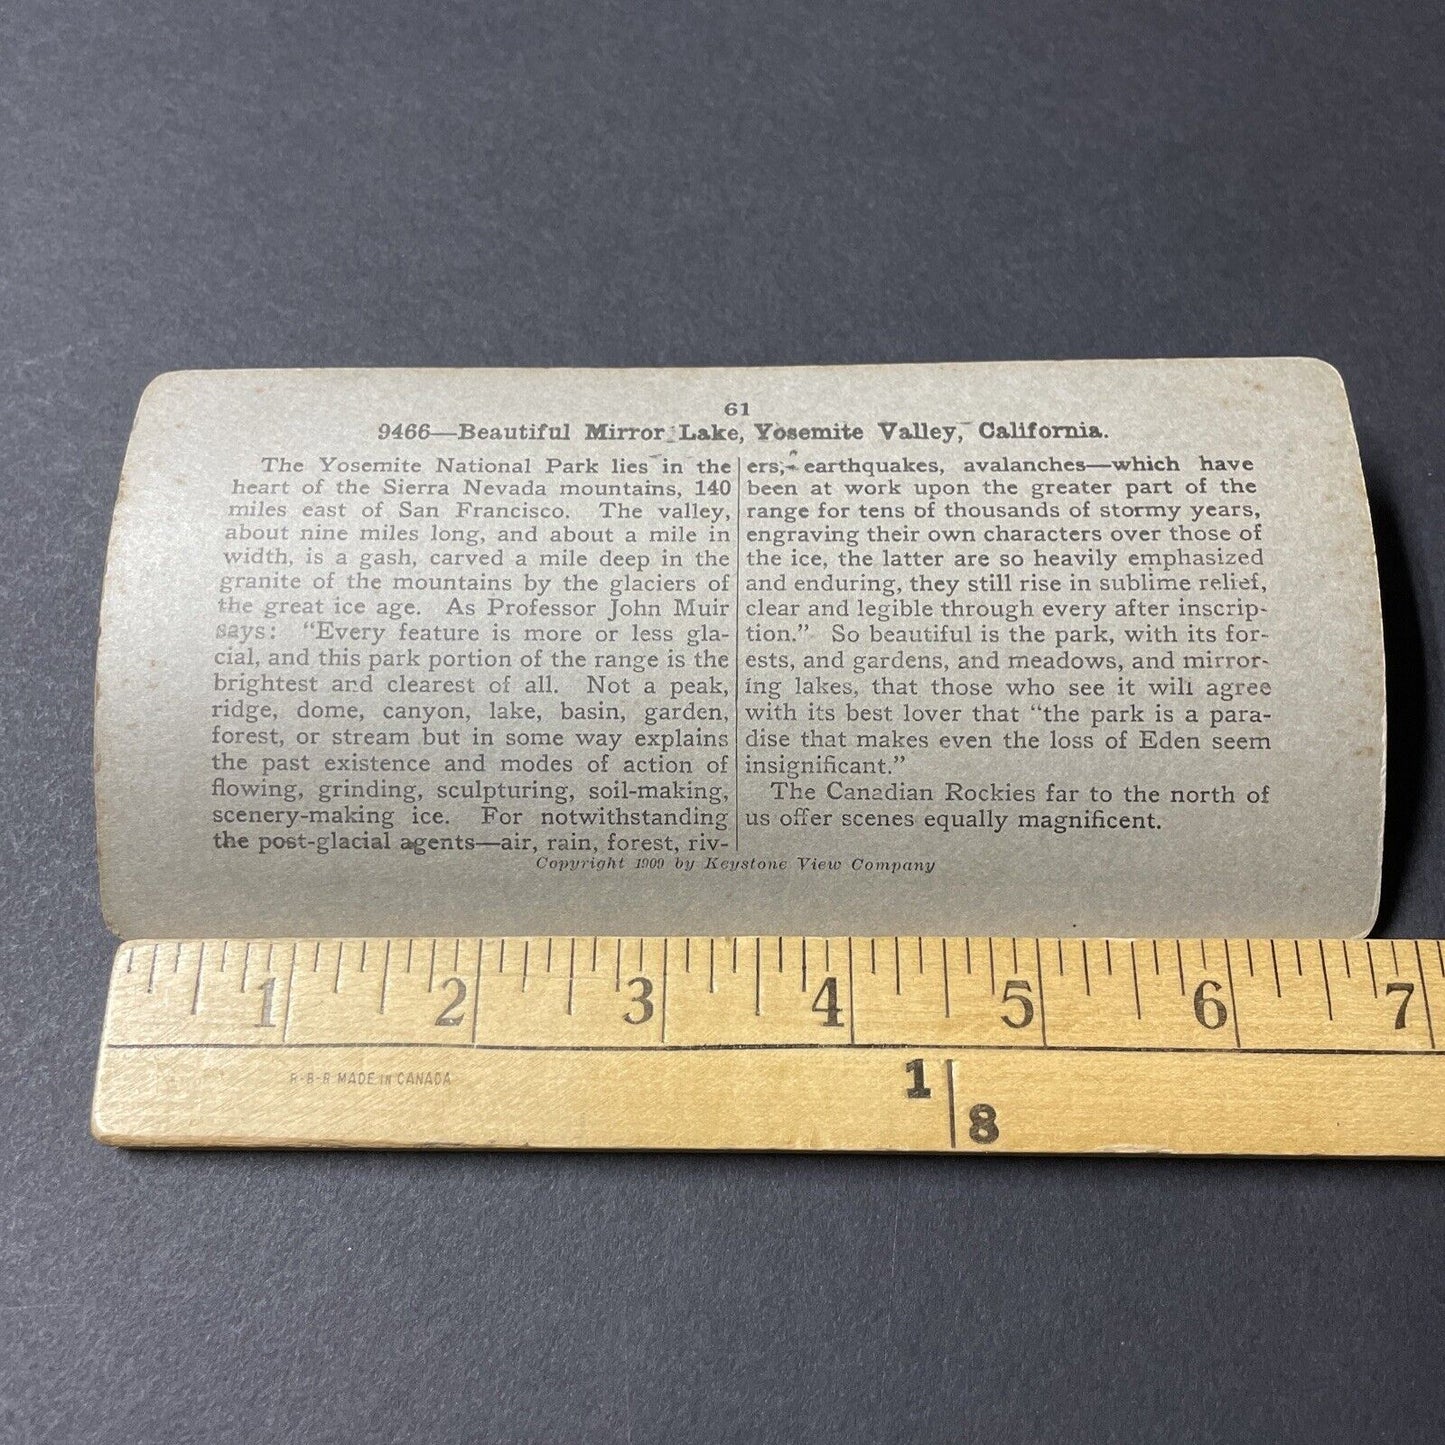 61
9466—Beautiful Mirror Lake, Yosemite Valley, California.
The Yosemite National Park lies in the
heart of the Sierra Nevada mountains, 140
miles east of San Francisco. The valley,
about nine miles long, and about a mile in
width, is a gash, carved a mile deep in the
granite of the mountains by the glaciers of
the great ice age. As Professor John Muir
says: "Every feature is more or less gla-
cial, and this park portion of the range is the
brightest and clearest of all. Not a peak,
ridge, dome, canyon, lake, basin, garden,
forest, or stream but in some way explains
the past existence and modes of action of
flowing, grinding, sculpturing, soil-making,
scenery-making ice. For notwithstanding
the post-glacial agents—air, rain, forest, riv-
ers, earthquakes, avalanches—which have
been at work upon the greater part of the
range for tens of thousands of stormy years,
engraving their own characters over those of
the ice, the latter are so heavily emphasized
and enduring, they still rise in sublime relief,
clear and legible through every after inscrip-
tion." So beautiful is the park, with its for-
ests, and gardens, and meadows, and mirror-
ing lakes, that those who see it will agree
with its best lover that "the park is a para-
dise that makes even the loss of Eden seem
insignificant."
The Canadian Rockies far to the north of
us offer scenes equally magnificent.
Copyright 1909 by Keystone View Company
1 2 3 4 5 6 7
R-B-R MADE IN CANADA
1
8